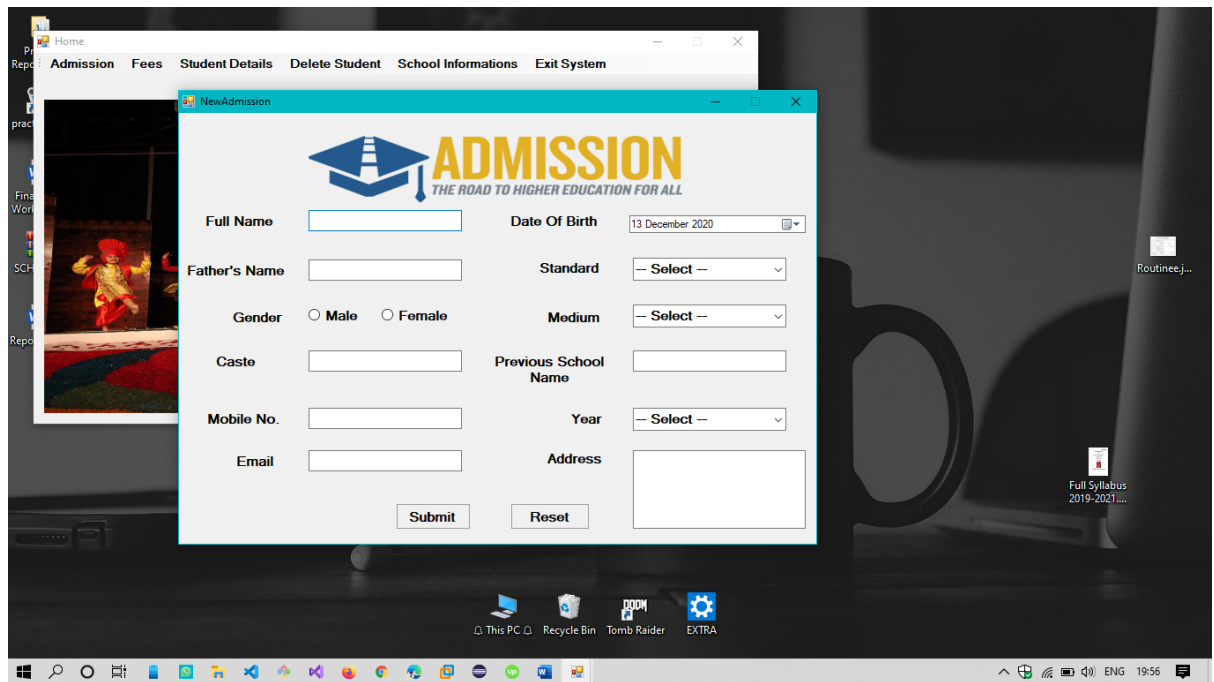 Home
Admission Fees Student Details Delete Student School Informations Exit System
NewAdmission
ADMISSION
THE ROAD TO HIGHER EDUCATION FOR ALL
Full Name
Date Of Birth
13 December 2020
Father's Name
Standard
-- Select --
Gender
Male
Female
Medium
-- Select --
Caste
Previous School
Name
Mobile No.
Year
-- Select --
Email
Address
Submit
Reset
Routinee.j...
Full Syllabus
2019-2021....
This PC
Recycle Bin
Tomb Raider
EXTRA
DOOM
ENG
19:56